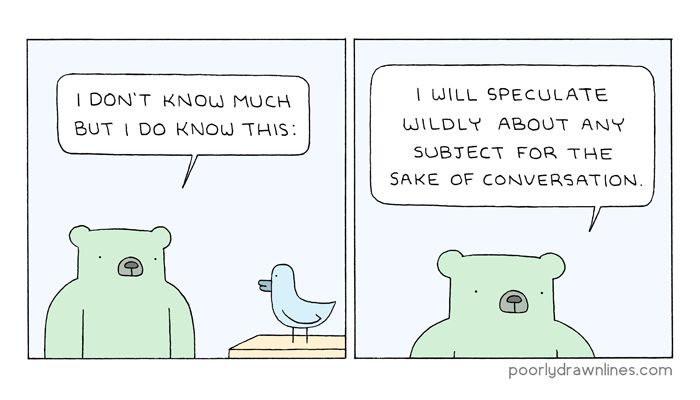 I DON'T KNOW MUCH
BUT I DO KNOW THIS:
I WILL SPECULATE
WILDLY ABOUT ANY
SUBJECT FOR THE
SAKE OF CONVERSATION.
poorlydrawnlines.com